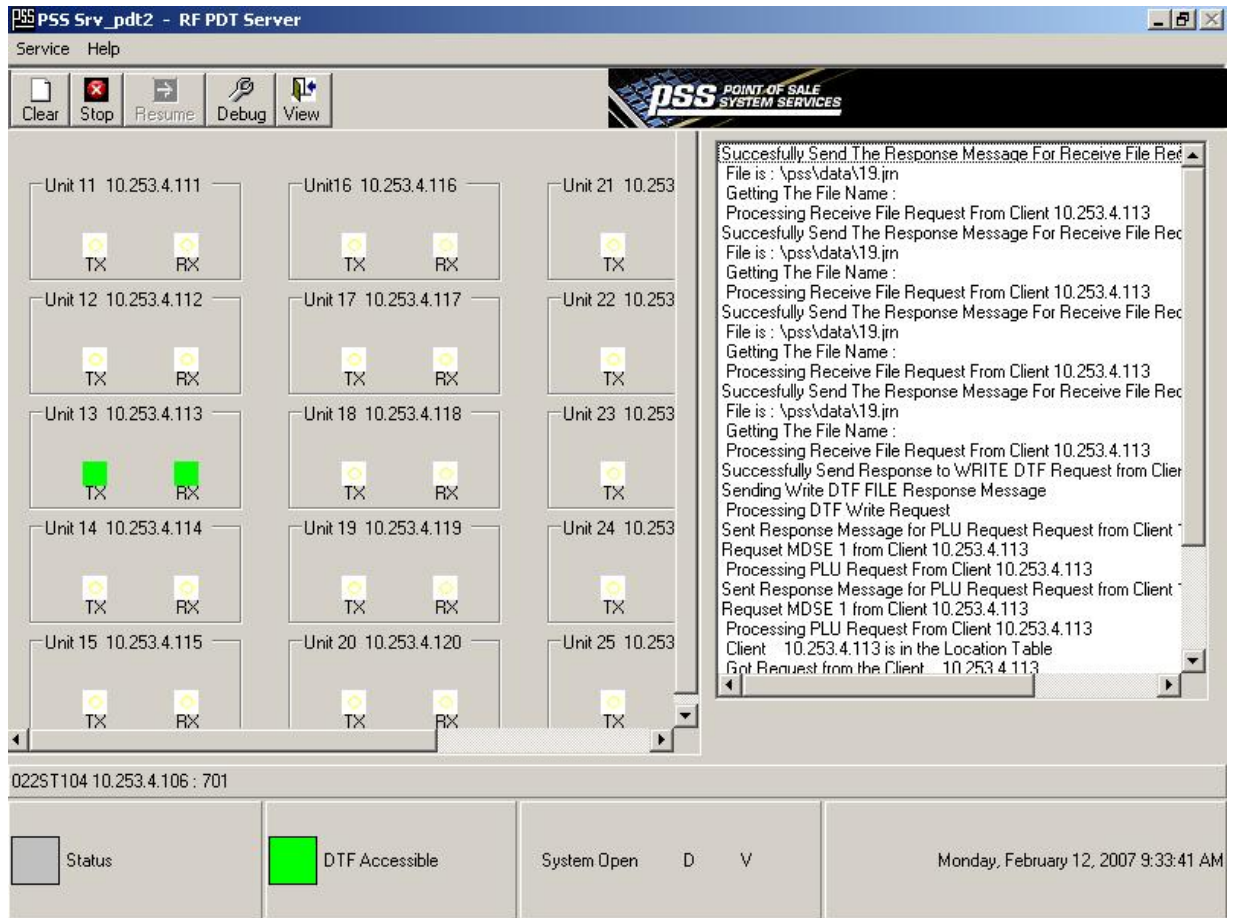 PSS Srv_pdt2 - RF PDT Server
Service Help
Clear Stop Resume Debug View
PSS POINT OF SALE
SYSTEM SERVICES
Unit 11 10.253.4.111
TX RX
Unit16 10.253.4.116
TX RX
Unit 21 10.253
TX
Unit 12 10.253.4.112
TX RX
Unit 17 10.253.4.117
TX RX
Unit 22 10.253
TX
Unit 13 10.253.4.113
TX RX
Unit 18 10.253.4.118
TX RX
Unit 23 10.253
TX
Unit 14 10.253.4.114
TX RX
Unit 19 10.253.4.119
TX RX
Unit 24 10.253
TX
Unit 15 10.253.4.115
TX RX
Unit 20 10.253.4.120
TX RX
Unit 25 10.253
TX
Succesfully Send The Response Message For Receive File
File is : \pss\data\19.jrn
Getting The File Name :
Processing Receive File Request From Client 10.253.4.113
Succesfully Send The Response Message For Receive File
File is : \pss\data\19.jrn
Getting The File Name :
Processing Receive File Request From Client 10.253.4.113
Succesfully Send The Response Message For Receive File
File is : \pss\data\19.jrn
Getting The File Name :
Processing Receive File Request From Client 10.253.4.113
Succesfully Send The Response Message For Receive File
File is : \pss\data\19.jrn
Getting The File Name :
Processing Receive File Request From Client 10.253.4.113
Successfully Send Response to WRITE DTF Request from
Sending Write DTF FILE Response Message
Processing DTF Write Request
Sent Response Message for PLU Request Request from Client
Requset MDSE 1 from Client 10.253.4.113
Processing PLU Request From Client 10.253.4.113
Sent Response Message for PLU Request Request from Client
Requset MDSE 1 from Client 10.253.4.113
Processing PLU Request From Client 10.253.4.113
Client 10.253.4.113 is in the Location Table
Got Request from the Client 10.253.4.113
022ST104 10.253.4.106 : 701
Status
DTF Accessible
System Open D V
Monday, February 12, 2007 9:33:41 AM